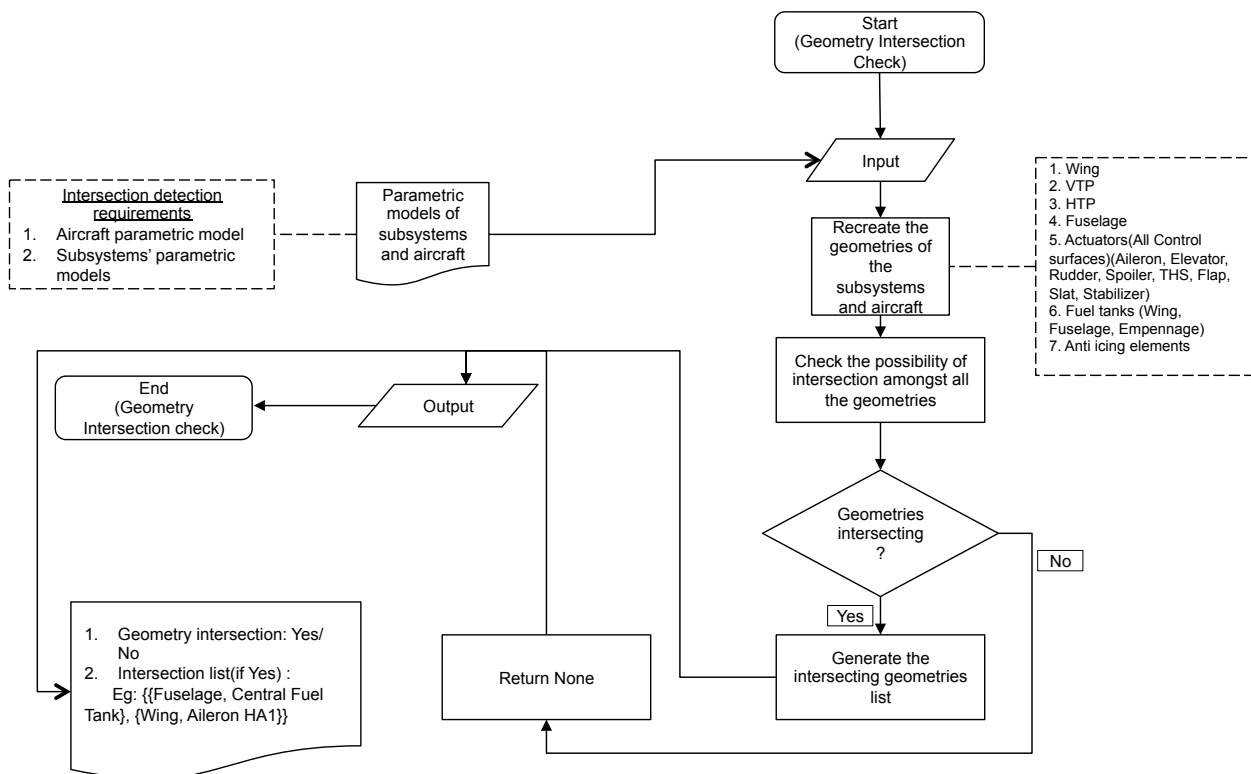 Start
(Geometry Intersection
Check)
Input
Intersection detection
requirements
1. Aircraft parametric model
2. Subsystems' parametric
models
Parametric
models of
subsystems
and aircraft
Recreate the
geometries of
the
subsystems
and aircraft
1. Wing
2. VTP
3. HTP
4. Fuselage
5. Actuators(All Control
surfaces)(Aileron, Elevator,
Rudder, Spoiler, THS, Flap,
Slat, Stabilizer)
6. Fuel tanks (Wing,
Fuselage, Empennage)
7. Anti icing elements
Check the possibility of
intersection amongst all
the geometries
End
(Geometry
Intersection check)
Output
Geometries
intersecting
?
No
Yes
1. Geometry intersection: Yes/
No
2. Intersection list(if Yes) :
Eg: {{Fuselage, Central Fuel
Tank}, {Wing, Aileron HA1}}
Return None
Generate the
intersecting geometries
list